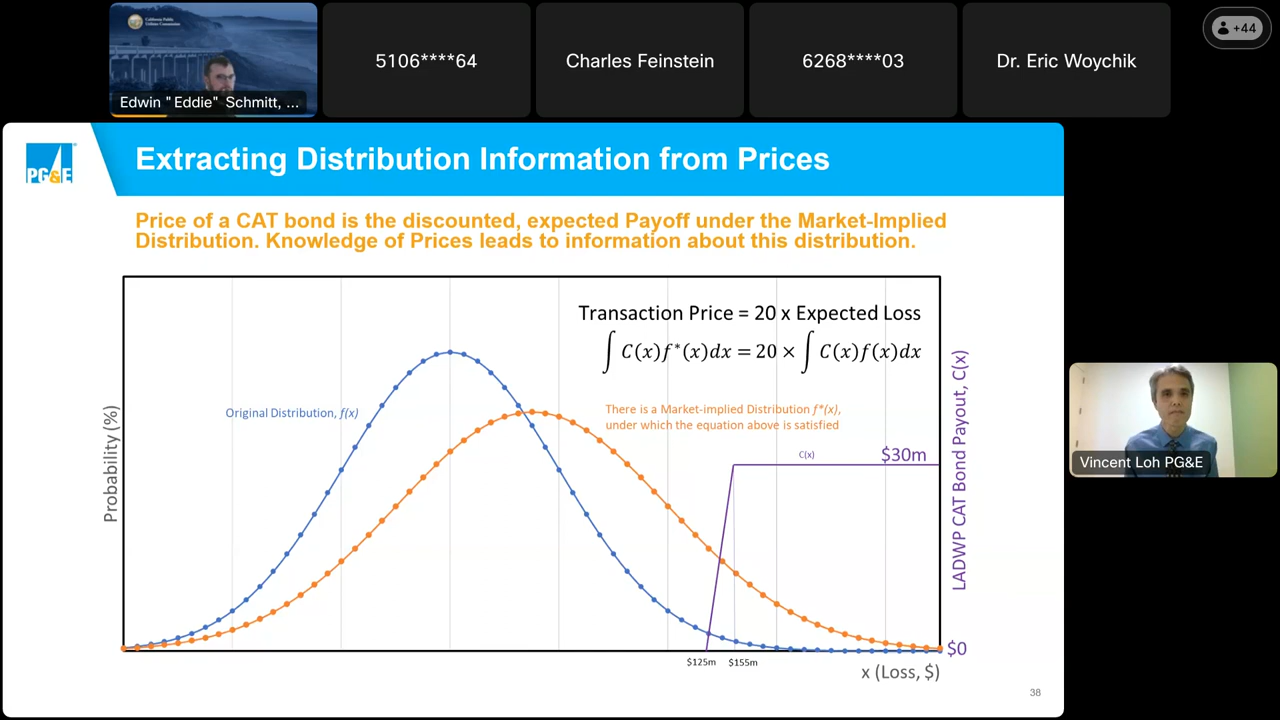 California Public
Utilities Commission
Edwin "Eddie" Schmitt, ...
5106****64
Charles Feinstein
6268****03
Dr. Eric Woychik
+44
PG&E
Extracting Distribution Information from Prices
Price of a CAT bond is the discounted, expected Payoff under the Market-Implied
Distribution. Knowledge of Prices leads to information about this distribution.
Transaction Price = 20 x Expected Loss
∫ C(x)f*(x)dx = 20 × ∫ C(x)f(x)dx
Original Distribution, f(x)
There is a Market-implied Distribution f*(x),
under which the equation above is satisfied
C(x)
$30m
Probability (%)
LADWP CAT Bond Payout, C(x)
$0
$125m
$155m
x (Loss, $)
38
Vincent Loh PG&E